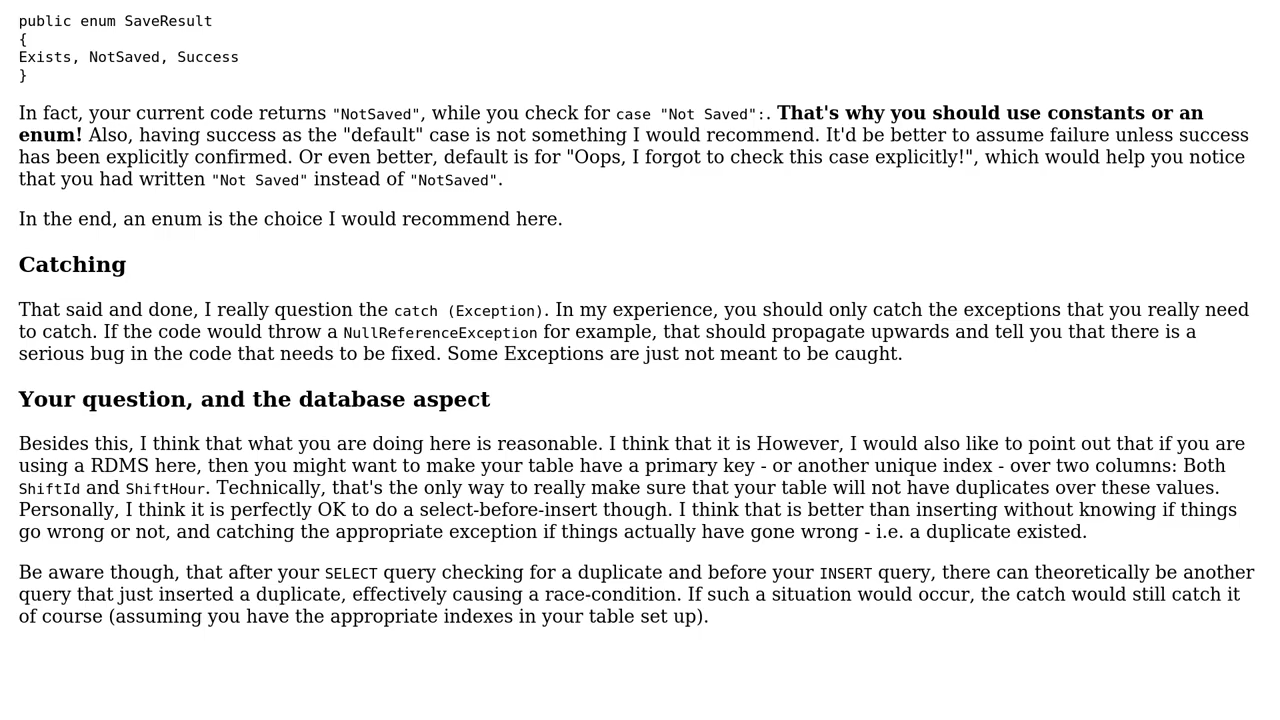 public enum SaveResult
{
Exists, NotSaved, Success
}
In fact, your current code returns "NotSaved", while you check for case "Not Saved":. That's why you should use constants or an
enum! Also, having success as the "default" case is not something I would recommend. It'd be better to assume failure unless success
has been explicitly confirmed. Or even better, default is for "Oops, I forgot to check this case explicitly!", which would help you notice
that you had written "Not Saved" instead of "NotSaved".
In the end, an enum is the choice I would recommend here.
Catching
That said and done, I really question the catch (Exception). In my experience, you should only catch the exceptions that you really need
to catch. If the code would throw a NullReferenceException for example, that should propagate upwards and tell you that there is a
serious bug in the code that needs to be fixed. Some Exceptions are just not meant to be caught.
Your question, and the database aspect
Besides this, I think that what you are doing here is reasonable. I think that it is However, I would also like to point out that if you are
using a RDMS here, then you might want to make your table have a primary key - or another unique index - over two columns: Both
ShiftId and ShiftHour. Technically, that's the only way to really make sure that your table will not have duplicates over these values.
Personally, I think it is perfectly OK to do a select-before-insert though. I think that is better than inserting without knowing if things
go wrong or not, and catching the appropriate exception if things actually have gone wrong - i.e. a duplicate existed.
Be aware though, that after your SELECT query checking for a duplicate and before your INSERT query, there can theoretically be another
query that just inserted a duplicate, effectively causing a race-condition. If such a situation would occur, the catch would still catch it
of course (assuming you have the appropriate indexes in your table set up).